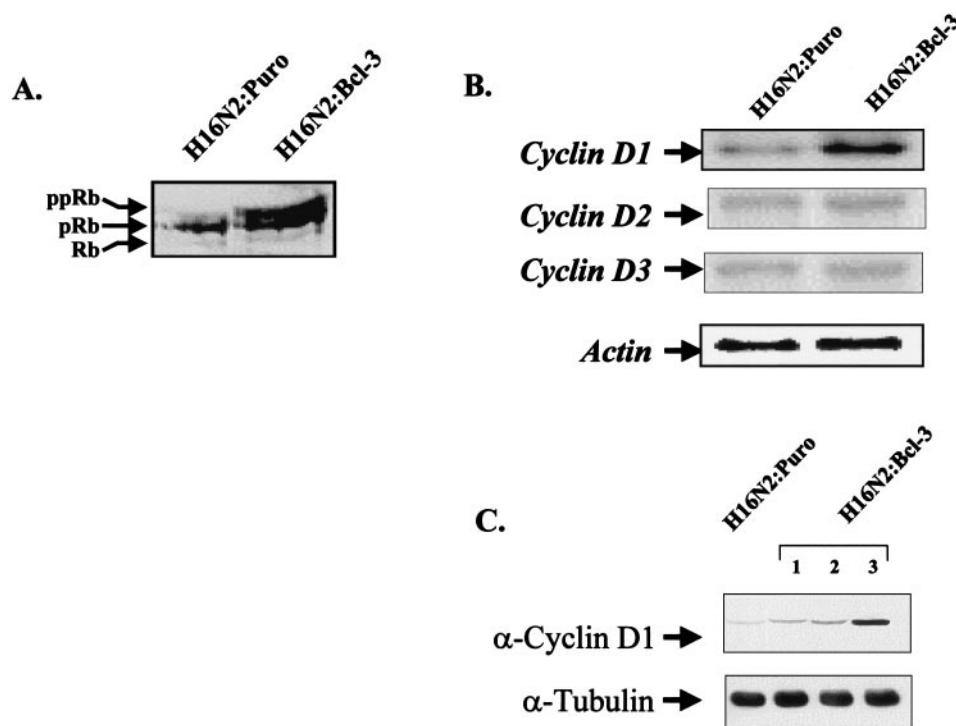 A.
H16N2:Puro
H16N2:Bcl-3
ppRb
pRb
Rb
B.
H16N2:Puro
H16N2:Bcl-3
Cyclin D1
Cyclin D2
Cyclin D3
Actin
C.
H16N2:Puro
H16N2:Bcl-3
1 2 3
α-Cyclin D1
α-Tubulin